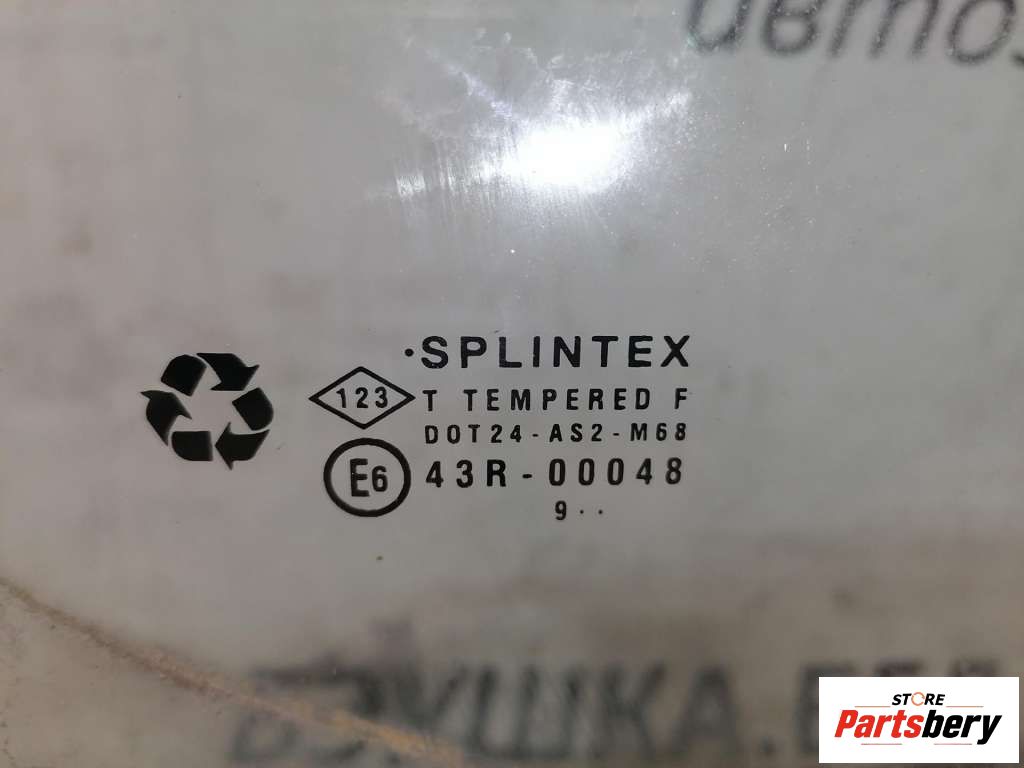 ·SPLINTEX
123 T TEMPERED F
DOT24-AS2-M68
E6 43R-00048
9··
STORE
Partsbery